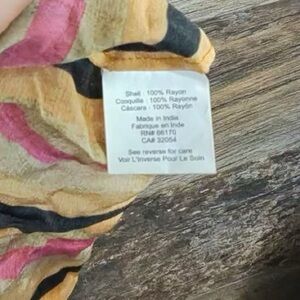 Shell : 100% Rayon
Coquille : 100% Rayonne
Cáscara : 100% Rayón
Made in India
Fabriqué en Inde
RN# 66170
CA# 32054
See reverse for care
Voir L'inverse Pour Le Soin